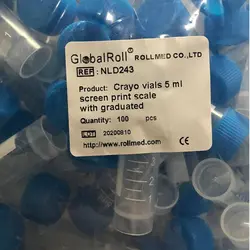 GlobalRoll® ROLLMED CO.,LTD
REF: NLD243
Product: Crayo vials 5 ml
screen print scale
with graduated
Quantity: 100 pcs
20200810
http://www.rollmed.com